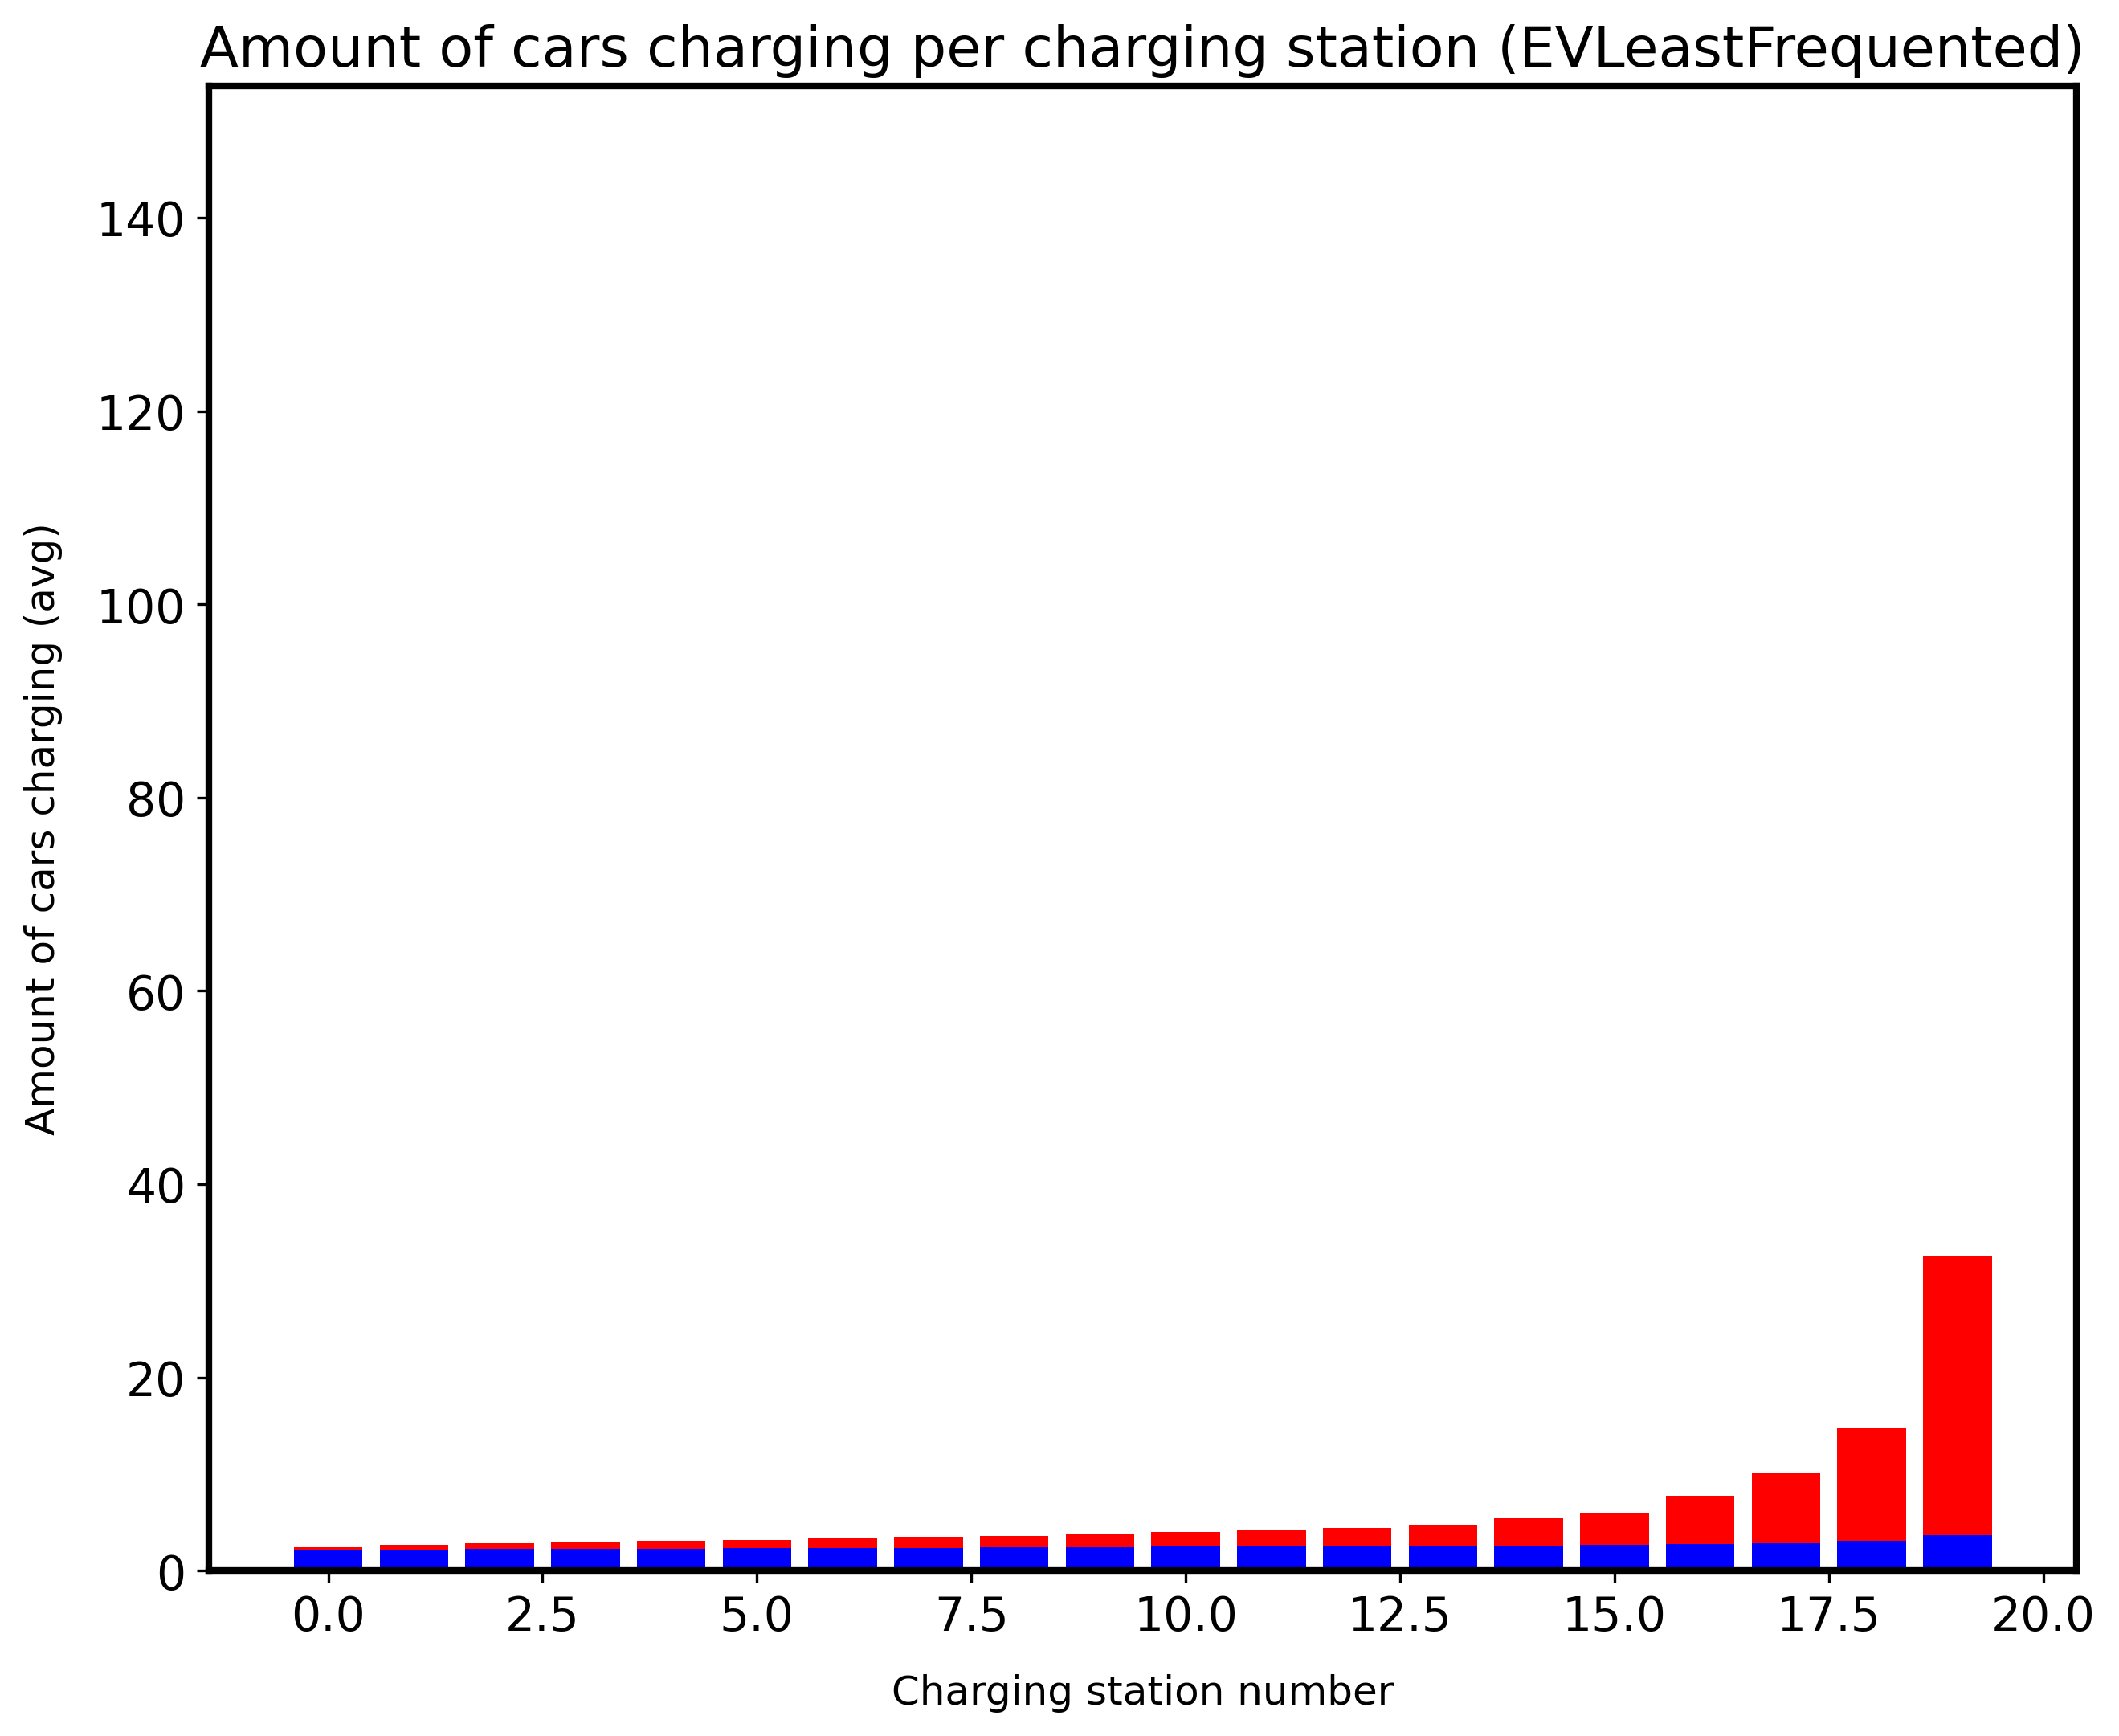 Amount of cars charging per charging station (EVLeastFrequented)
Amount of cars charging (avg)
140
120
100
80
60
40
20
0
0.0 2.5 5.0 7.5 10.0 12.5 15.0 17.5 20.0
Charging station number